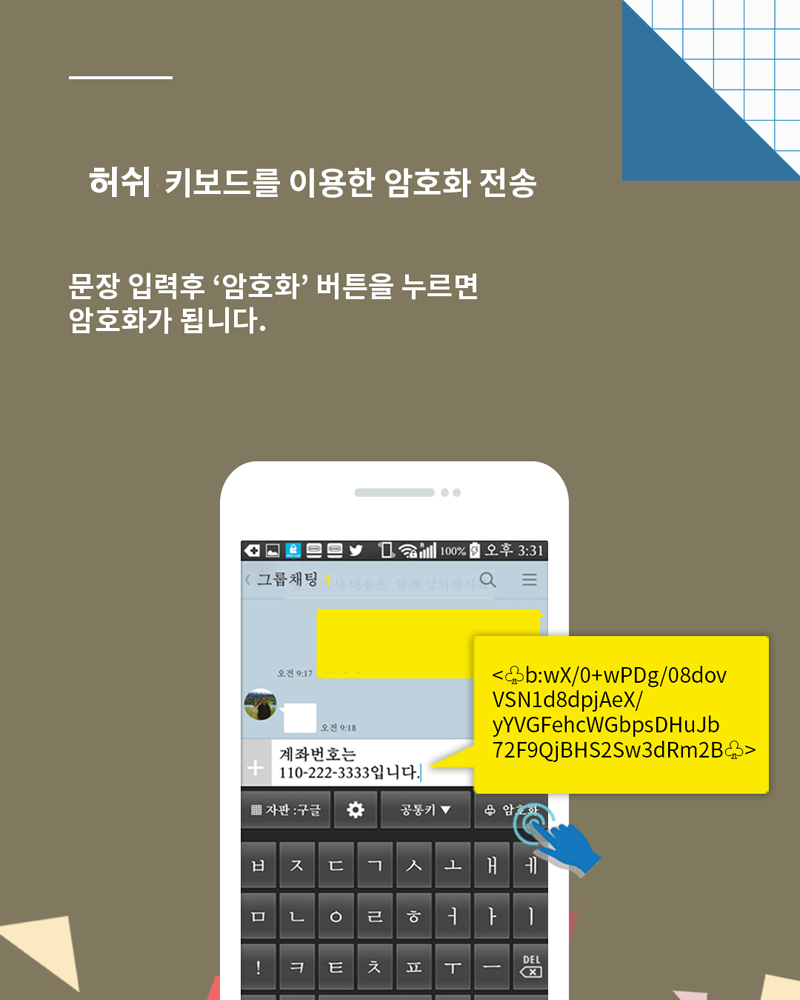 허쉬 키보드를 이용한 암호화 전송
문장 입력후 ‘암호화’ 버튼을 누르면
암호화가 됩니다.
100% 오후 3:31
그룹채팅 4
오전 9:17
오전 9:18
<♧b:wX/0+wPDg/08dov
VSN1d8dpjAeX/
yYVGFehcWGbpsDHuJb
72F9QjBHS2Sw3dRm2B♧>
계좌번호는
110-222-3333입니다.
자판 :구글 공통키▼ ♧ 암호화
ㅂ ㅈ ㄷ ㄱ ㅅ ㅗ ㅐ ㅔ
ㅁ ㄴ ㅇ ㄹ ㅎ ㅓ ㅏ ㅣ
! ㅋ ㅌ ㅊ ㅍ ㅜ ㅡ DEL